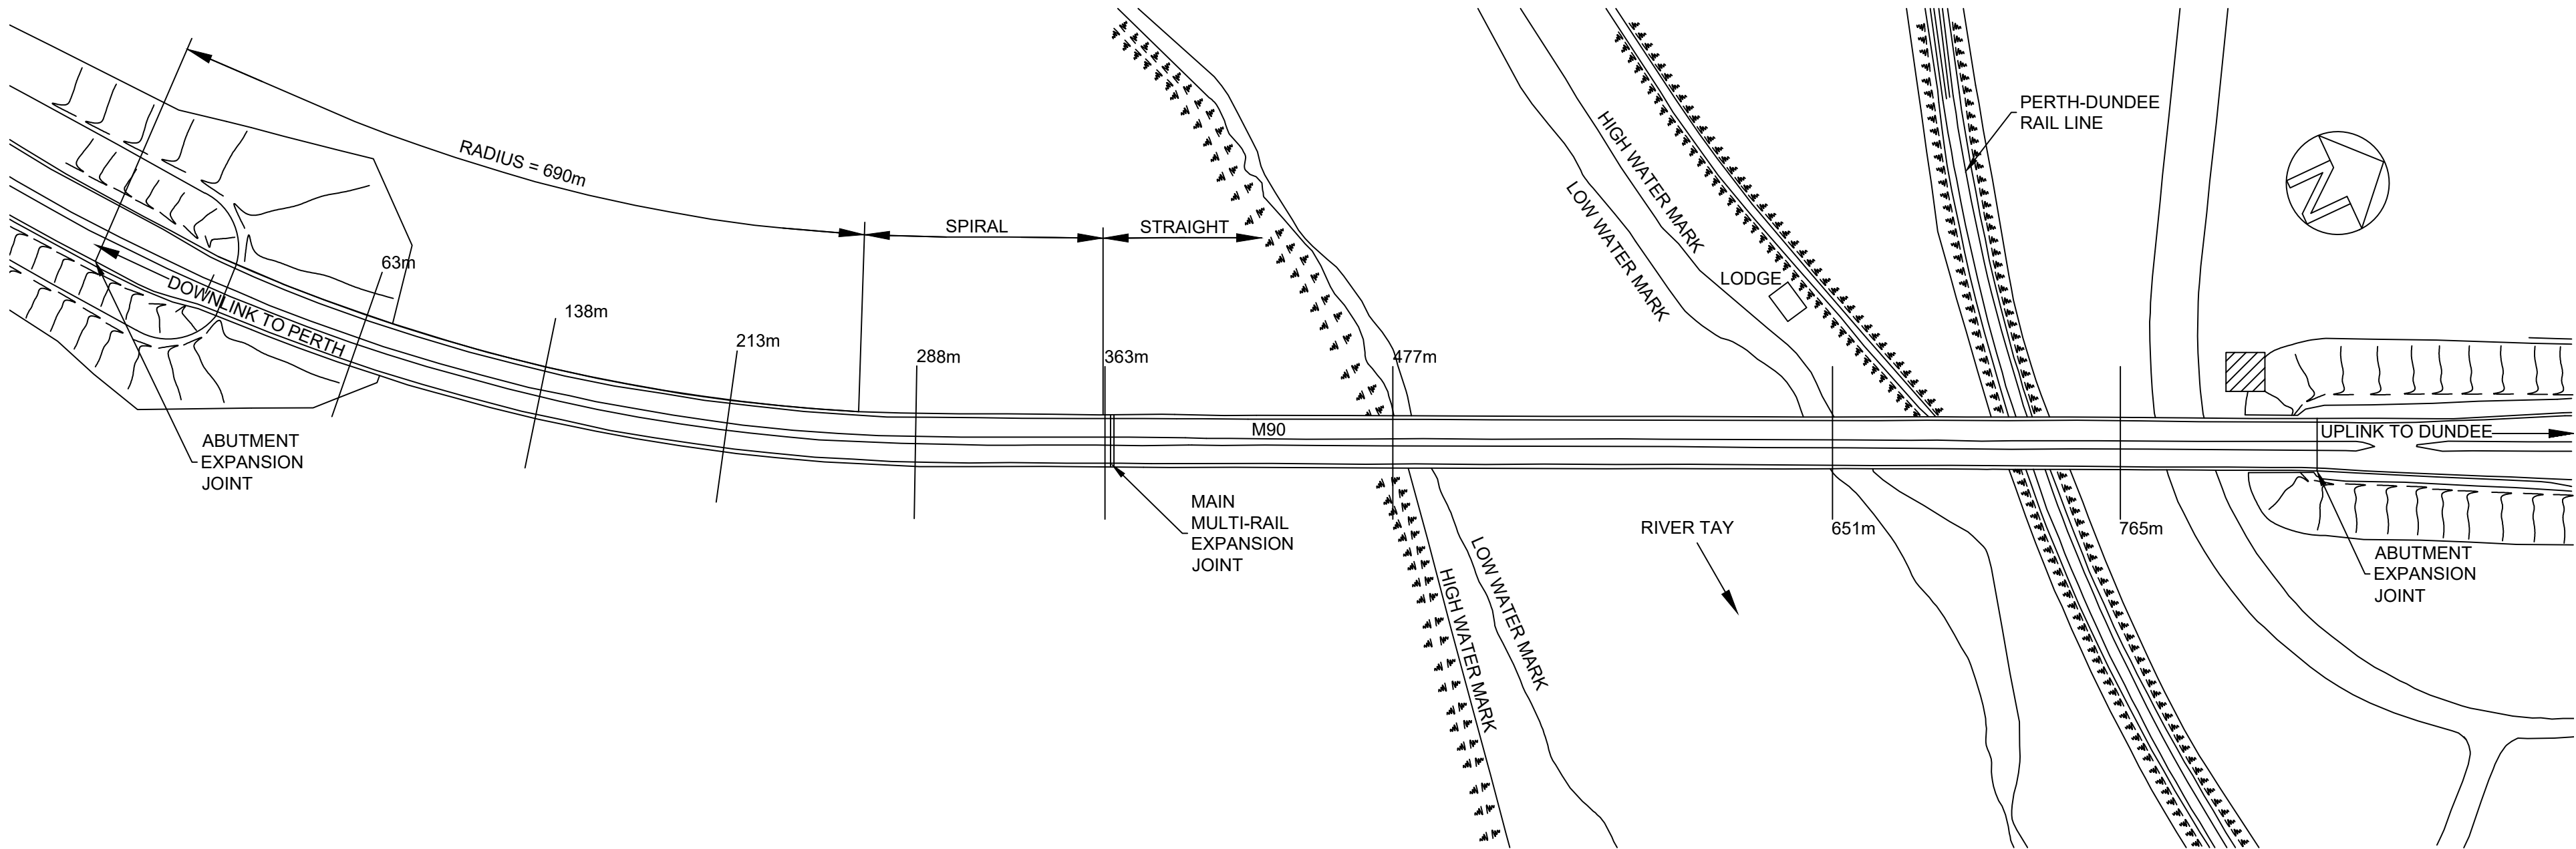 PERTH-DUNDEE
RAIL LINE
RADIUS = 690m
HIGH WATER MARK
LOW WATER MARK
SPIRAL
STRAIGHT
LODGE
63m
DOWNLINK TO PERTH
138m
213m
288m
363m
477m
M90
UPLINK TO DUNDEE
ABUTMENT
EXPANSION
JOINT
MAIN
MULTI-RAIL
EXPANSION
JOINT
RIVER TAY
651m
765m
HIGH WATER MARK
LOW WATER MARK
ABUTMENT
EXPANSION
JOINT
N